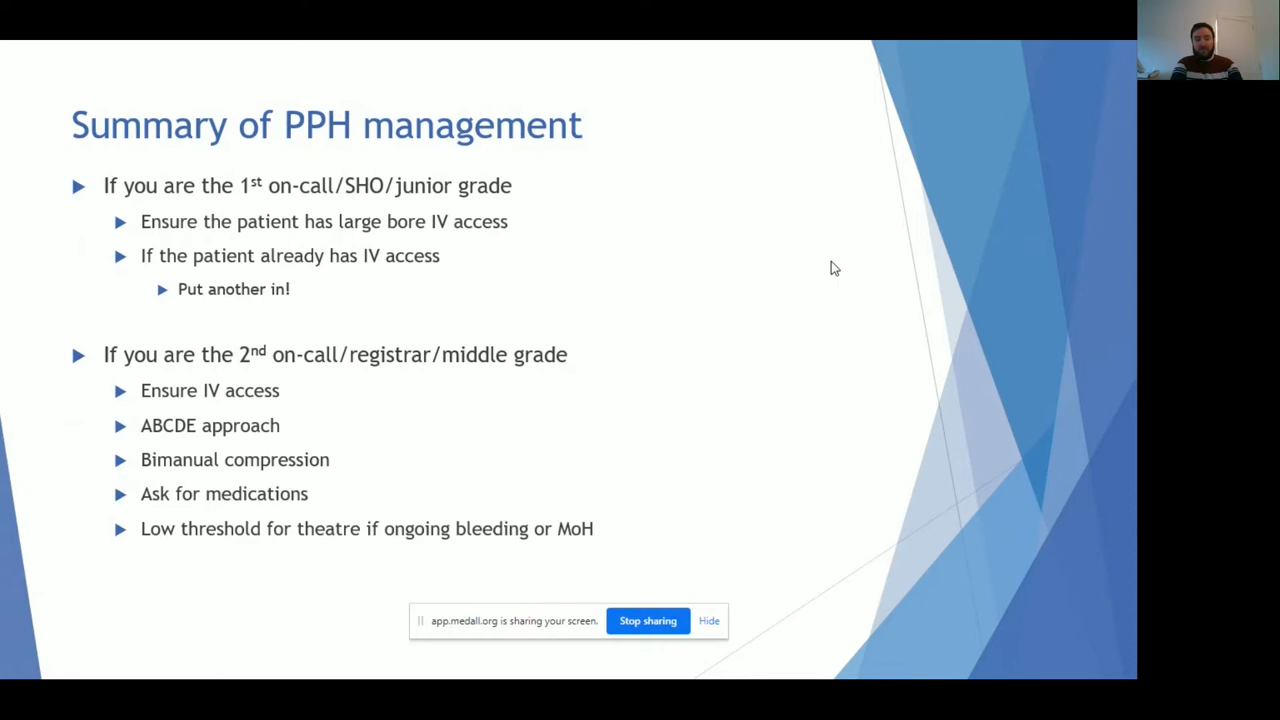 Summary of PPH management
If you are the 1st on-call/SHO/junior grade
Ensure the patient has large bore IV access
If the patient already has IV access
Put another in!
If you are the 2nd on-call/registrar/middle grade
Ensure IV access
ABCDE approach
Bimanual compression
Ask for medications
Low threshold for theatre if ongoing bleeding or MoH
app.medall.org is sharing your screen. Stop sharing Hide